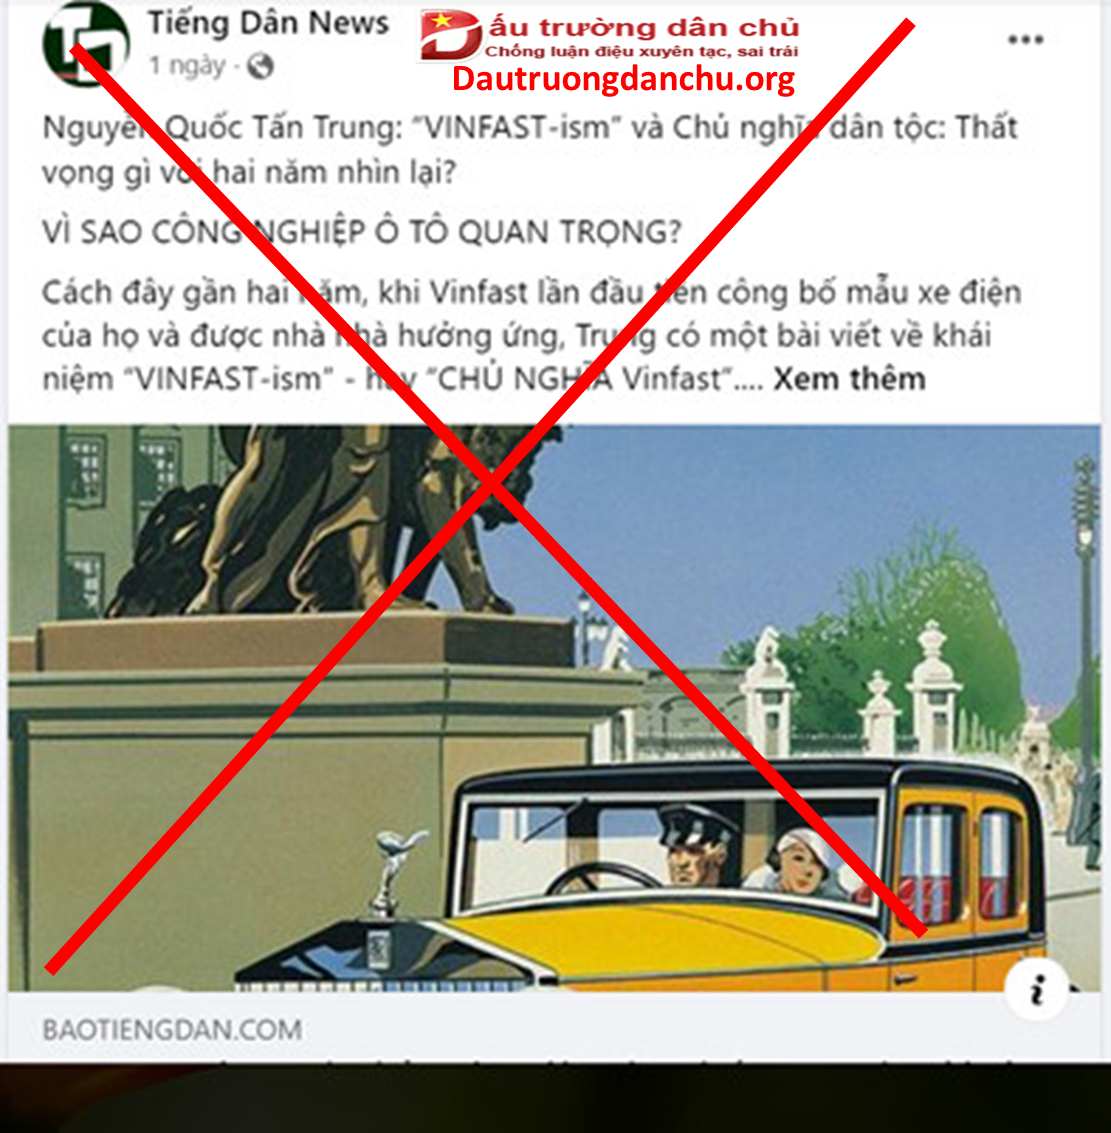 Tiếng Dân News
1 ngày ·
Đấu trường dân chủ
Chống luận điệu xuyên tạc, sai trái
Dautruongdanchu.org
Nguyễn Quốc Tấn Trung: “VINFAST-ism” và Chủ nghĩa dân tộc: Thất
vọng gì với hai năm nhìn lại?
VÌ SAO CÔNG NGHIỆP Ô TÔ QUAN TRỌNG?
Cách đây gần hai năm, khi Vinfast lần đầu tiên công bố mẫu xe điện
của họ và được nhà nhà hưởng ứng, Trung có một bài viết về khái
niệm “VINFAST-ism” - hay “CHỦ NGHĨA Vinfast”.... Xem thêm
BAOTIENGDAN.COM